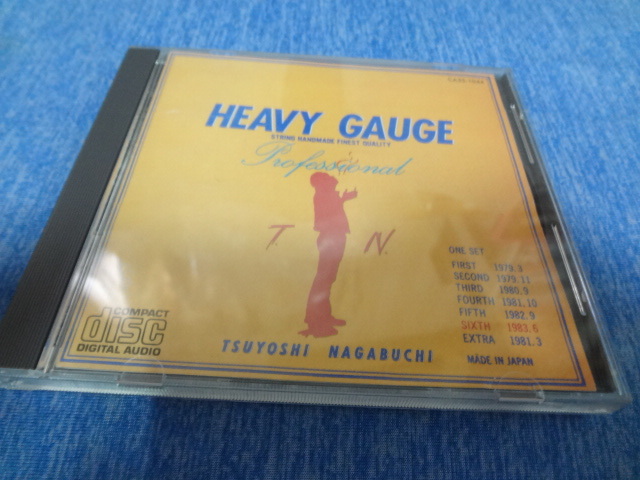 HEAVY GAUGE
STRING HANDMADE FINEST QUALITY
Professional
T. N.
ONE SET
FIRST 1979.3
SECOND 1979.11
THIRD 1980.9
FOURTH 1981.10
FIFTH 1982.9
SIXTH 1983.6
EXTRA 1981.3
MADE IN JAPAN
COMPACT
disc
DIGITAL AUDIO
TSUYOSHI NAGABUCHI